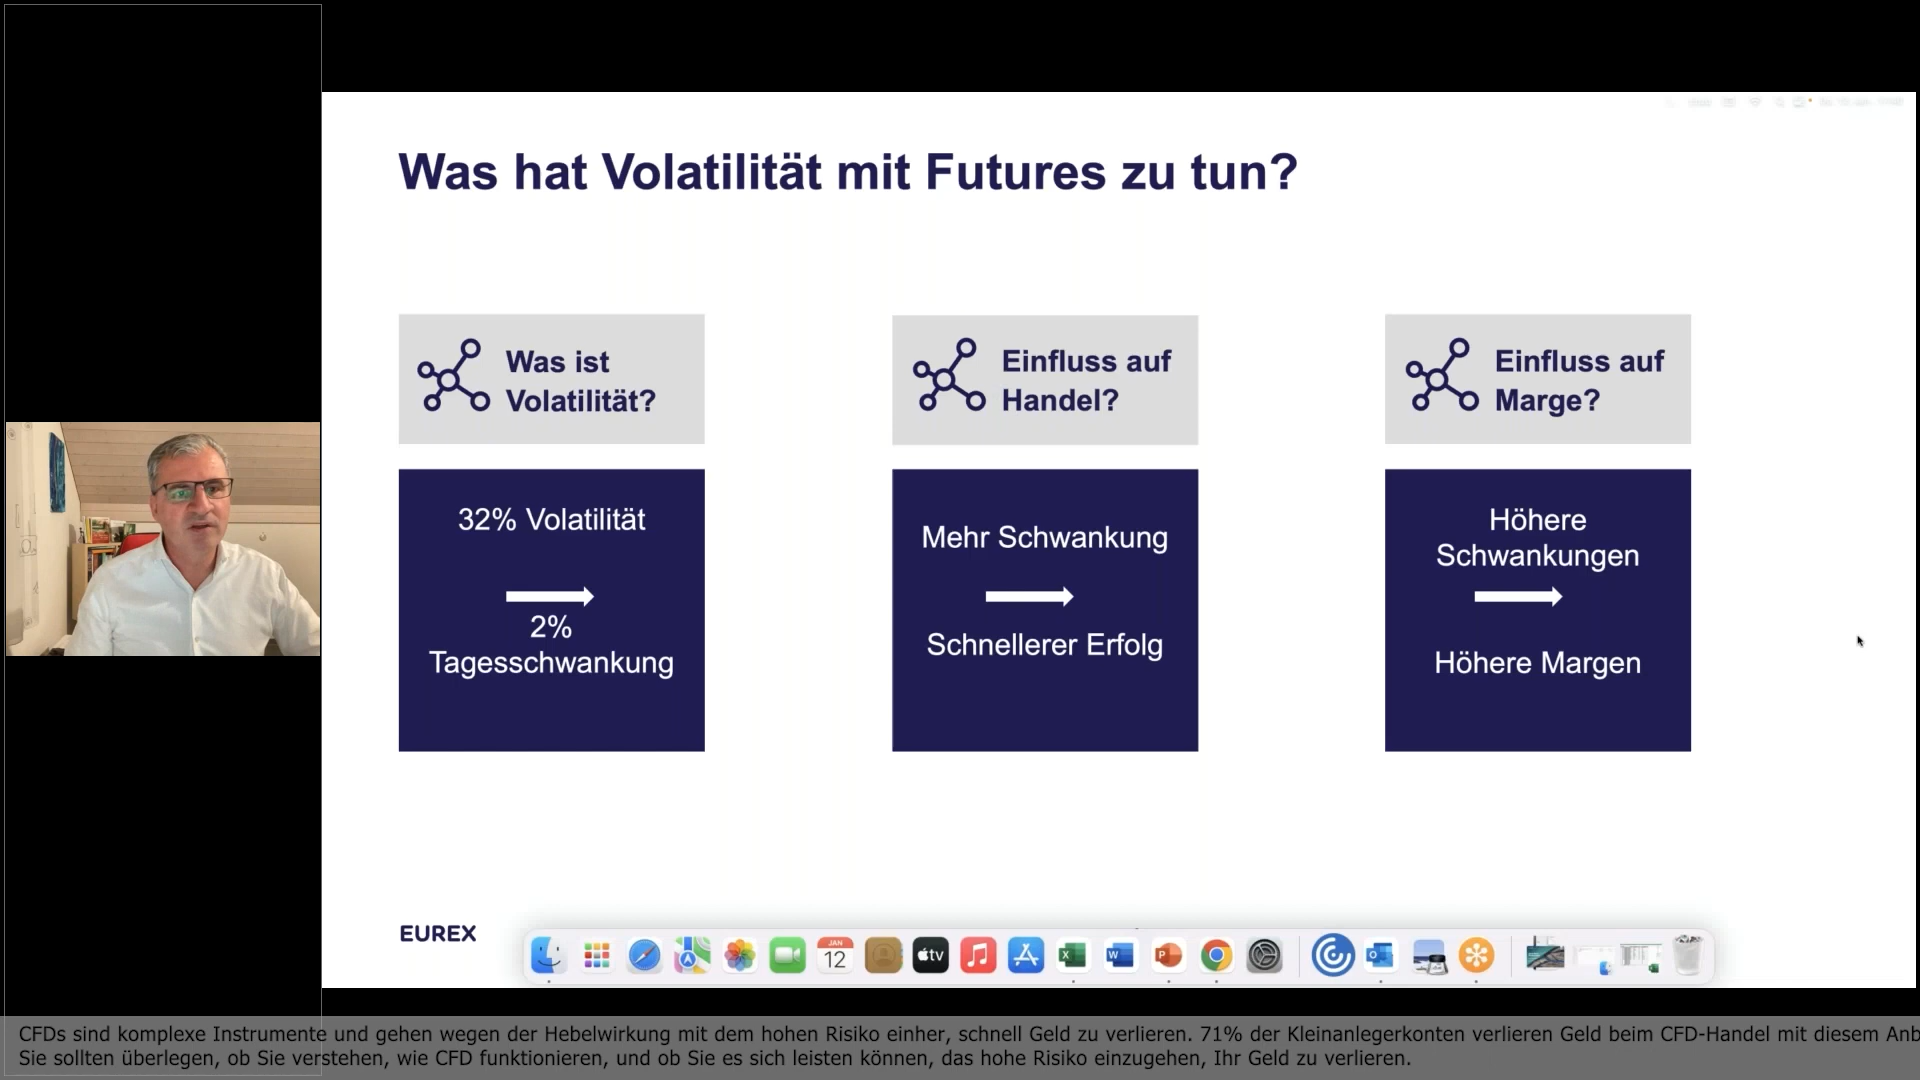 Was hat Volatilität mit Futures zu tun?
Was ist
Volatilität?
32% Volatilität
2%
Tagesschwankung
Einfluss auf
Handel?
Mehr Schwankung
Schnellerer Erfolg
Einfluss auf
Marge?
Höhere
Schwankungen
Höhere Margen
EUREX
JAN
12
tv
X
W
P
O
CFDs sind komplexe Instrumente und gehen wegen der Hebelwirkung mit dem hohen Risiko einher, schnell Geld zu verlieren. 71% der Kleinanlegerkonten verlieren Geld beim CFD-Handel mit diesem Anb
Sie sollten überlegen, ob Sie verstehen, wie CFD funktionieren, und ob Sie es sich leisten können, das hohe Risiko einzugehen, Ihr Geld zu verlieren.